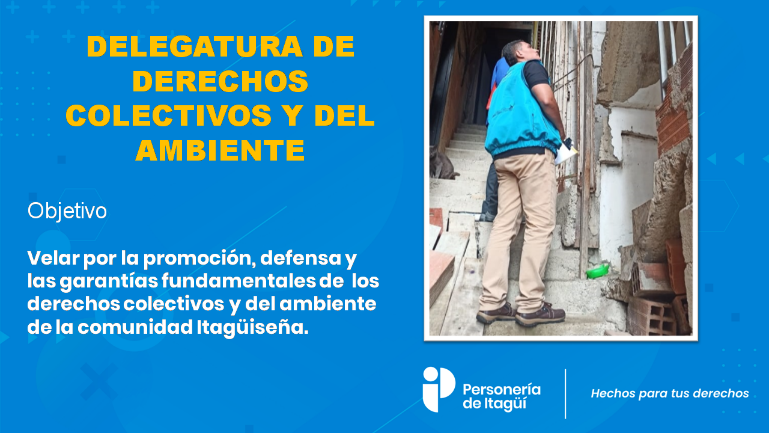 DELEGATURA DE
DERECHOS
COLECTIVOS Y DEL
AMBIENTE
Objetivo
Velar por la promoción, defensa y
las garantías fundamentales de los
derechos colectivos y del ambiente
de la comunidad Itagüiseña.
Personería
de Itagüí
Hechos para tus derechos